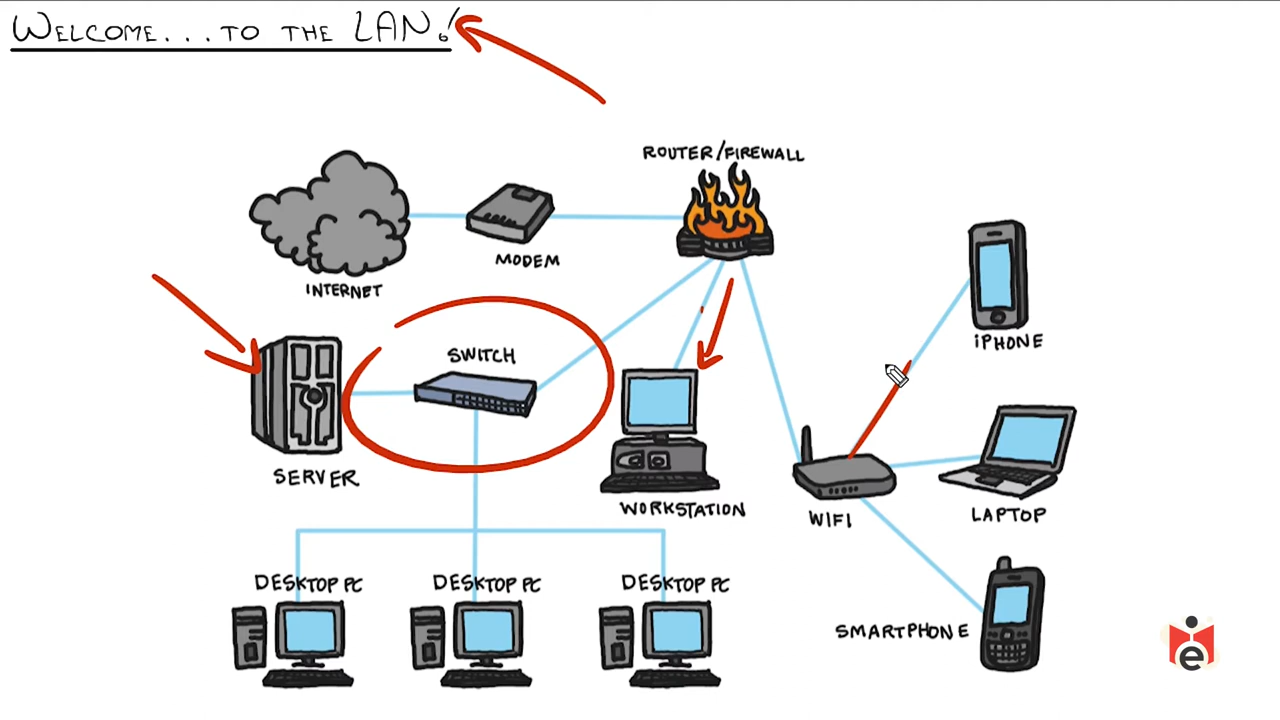 WELCOME...TO THE LAN!
ROUTER/FIREWALL
MODEM
INTERNET
iPHONE
SWITCH
SERVER
WORKSTATION
WIFI
LAPTOP
DESKTOP PC
DESKTOP PC
DESKTOP PC
SMARTPHONE
e